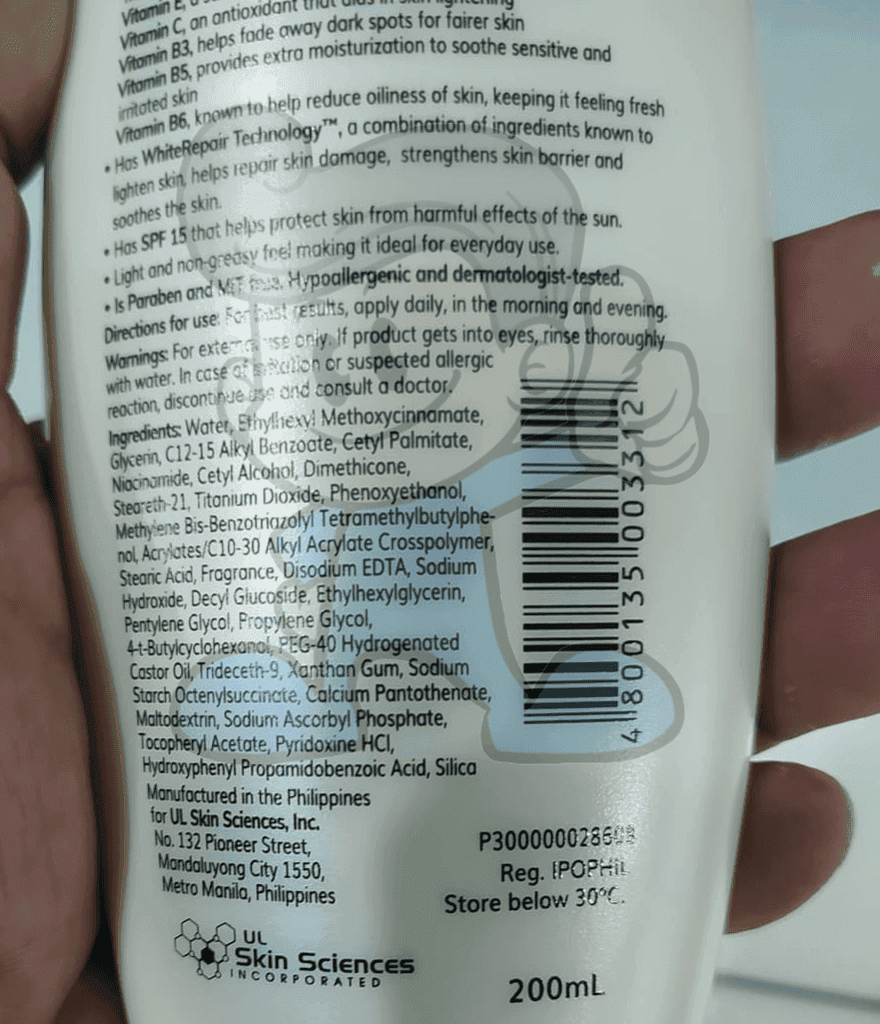 Vitamin E,
Vitamin C, an antioxidant that aids in skin lightening
Vitamin B3, helps fade away dark spots for fairer skin
Vitamin B5, provides extra moisturization to soothe sensitive and
irritated skin
Vitamin B6, known to help reduce oiliness of skin, keeping it feeling fresh
• Has WhiteRepair Technology™, a combination of ingredients known to
lighten skin, helps repair skin damage, strengthens skin barrier and
soothes the skin.
• Has SPF 15 that helps protect skin from harmful effects of the sun.
• Light and non-greasy feel making it ideal for everyday use.
• Is Paraben and MIT free. Hypoallergenic and dermatologist-tested.
Directions for use: For best results, apply daily, in the morning and evening.
Warnings: For external use only. If product gets into eyes, rinse thoroughly
with water. In case of irritation or suspected allergic
reaction, discontinue use and consult a doctor.
Ingredients: Water, Ethylhexyl Methoxycinnamate,
Glycerin, C12-15 Alkyl Benzoate, Cetyl Palmitate,
Niacinamide, Cetyl Alcohol, Dimethicone,
Steareth-21, Titanium Dioxide, Phenoxyethanol,
Methylene Bis-Benzotriazolyl Tetramethylbutylphe-
nol, Acrylates/C10-30 Alkyl Acrylate Crosspolymer,
Stearic Acid, Fragrance, Disodium EDTA, Sodium
Hydroxide, Decyl Glucoside, Ethylhexylglycerin,
Pentylene Glycol, Propylene Glycol,
4-t-Butylcyclohexanol, PEG-40 Hydrogenated
Castor Oil, Trideceth-9, Xanthan Gum, Sodium
Starch Octenylsuccinate, Calcium Pantothenate,
Maltodextrin, Sodium Ascorbyl Phosphate,
Tocopheryl Acetate, Pyridoxine HCl,
Hydroxyphenyl Propamidobenzoic Acid, Silica
Manufactured in the Philippines
for UL Skin Sciences, Inc.
No. 132 Pioneer Street,
Mandaluyong City 1550,
Metro Manila, Philippines
4 800135 003312
Reg. IPOPHIL
Store below 30°C.
UL
Skin Sciences
INCORPORATED
200mL